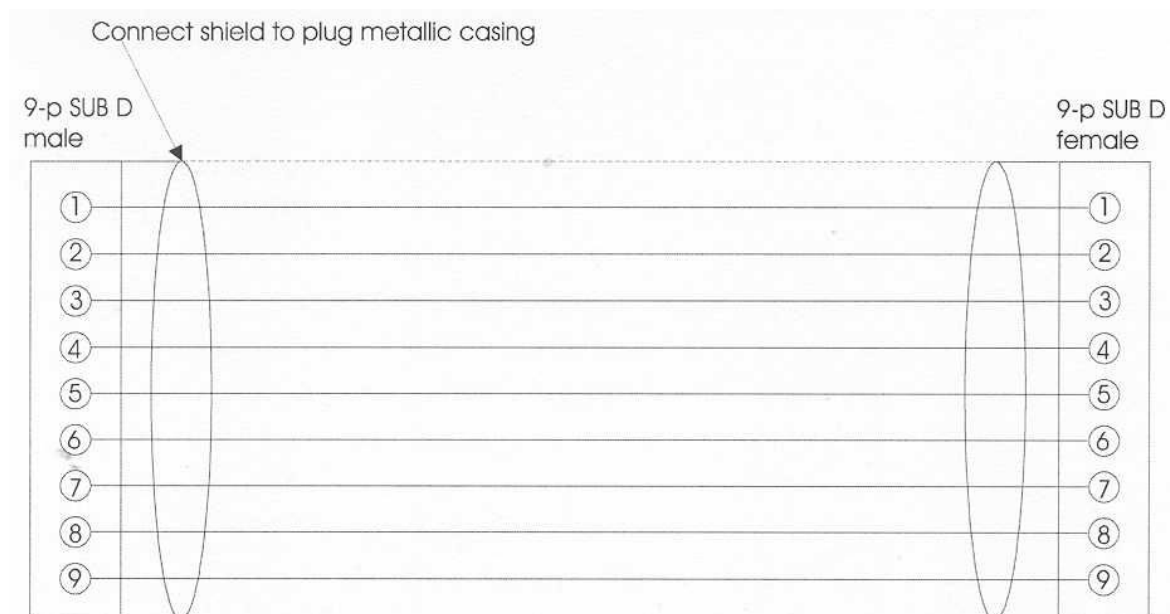 Connect shield to plug metallic casing
9-p SUB D
male
9-p SUB D
female
1 1
2 2
3 3
4 4
5 5
6 6
7 7
8 8
9 9